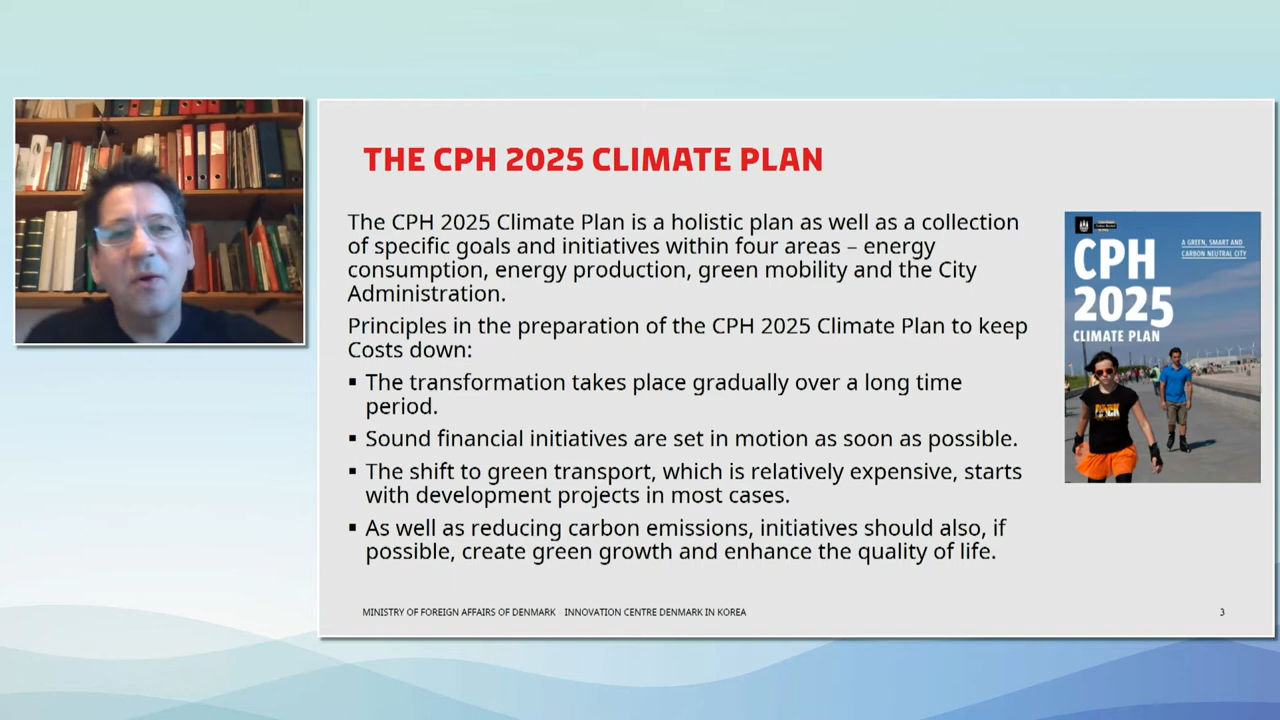 THE CPH 2025 CLIMATE PLAN
The CPH 2025 Climate Plan is a holistic plan as well as a collection
of specific goals and initiatives within four areas – energy
consumption, energy production, green mobility and the City
Administration.
Principles in the preparation of the CPH 2025 Climate Plan to keep
Costs down:
▪ The transformation takes place gradually over a long time
period.
▪ Sound financial initiatives are set in motion as soon as possible.
▪ The shift to green transport, which is relatively expensive, starts
with development projects in most cases.
▪ As well as reducing carbon emissions, initiatives should also, if
possible, create green growth and enhance the quality of life.
CPH
2025
CLIMATE PLAN
A GREEN, SMART AND
CARBON NEUTRAL CITY
MINISTRY OF FOREIGN AFFAIRS OF DENMARK INNOVATION CENTRE DENMARK IN KOREA
3